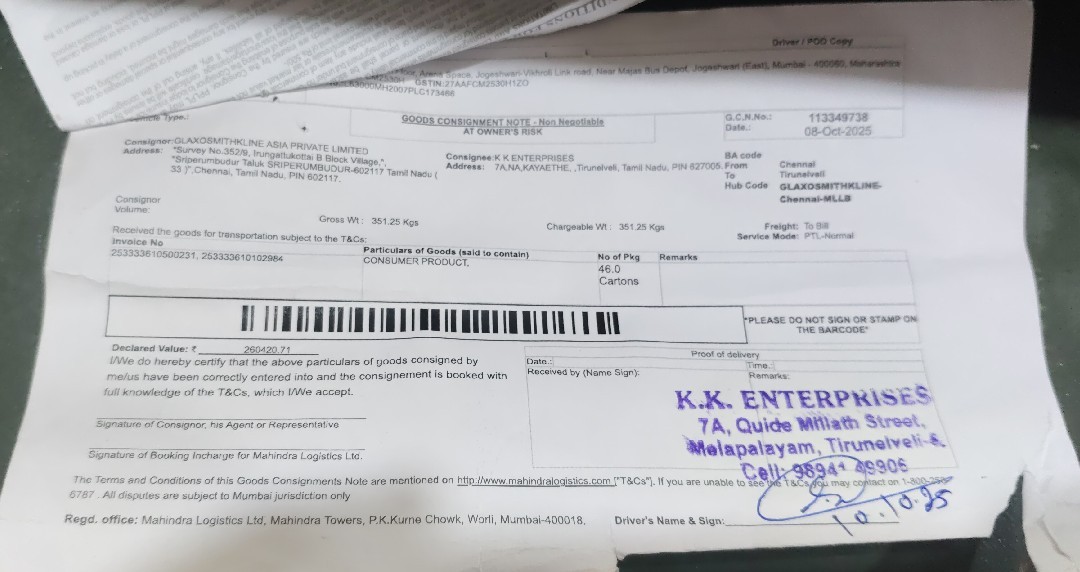 Driver / POD Copy
Arena Space, Jogeshwari-Vikhroli Link road, Near Majas Bus Depot, Jogeshwari (East), Mumbai - 400060, Maharashtra
GSTIN:27AAFCM2530H1ZO
GOODS CONSIGNMENT NOTE - Non Negotiable
AT OWNER'S RISK
G.C.N.No.: 113349738
Date.: 08-Oct-2025
Consignor:GLAXOSMITHKLINE ASIA PRIVATE LIMITED
Address: "Survey No.352/9, Irungattukottai B Block Village,",
"Sriperumbudur Taluk SRIPERUMBUDUR-602117 Tamil Nadu (
33 )",Chennai, Tamil Nadu, PIN 602117.
Consignee:K K ENTERPRISES
Address: 7A,NA,KAYAETHE, ,Tirunelveli, Tamil Nadu, PIN 627005.
BA code
From Chennai
To Tirunelveli
Hub Code GLAXOSMITHKLINE-
Chennai-MLLB
Consignor
Volume:
Gross Wt : 351.25 Kgs
Chargeable Wt : 351.25 Kgs
Freight: To Bill
Service Mode: PTL-Normal
Received the goods for transportation subject to the T&Cs:
Invoice No
253333610500231, 253333610102984
Particulars of Goods (said to contain)
CONSUMER PRODUCT,
No of Pkg
46.0
Cartons
Remarks
"PLEASE DO NOT SIGN OR STAMP ON
THE BARCODE"
Declared Value: ₹ 260420.71
I/We do hereby certify that the above particulars of goods consigned by
me/us have been correctly entered into and the consignement is booked with
full knowledge of the T&Cs, which I/We accept.
Signature of Consignor, his Agent or Representative
Signature of Booking Incharge for Mahindra Logistics Ltd.
Proof of delivery
Date.:
Time.:
Received by (Name Sign):
Remarks:
K.K. ENTERPRISES
7A, Quide Millath Street,
Melapalayam, Tirunelveli-5.
Cell: 9894 49906
The Terms and Conditions of this Goods Consignments Note are mentioned on http://www.mahindralogistics.com ["T&Cs"]. If you are unable to see the T&Cs you may contact on 1-800-
6787 . All disputes are subject to Mumbai jurisdiction only
10.10.25
Regd. office: Mahindra Logistics Ltd, Mahindra Towers, P.K.Kurne Chowk, Worli, Mumbai-400018,
Driver's Name & Sign: